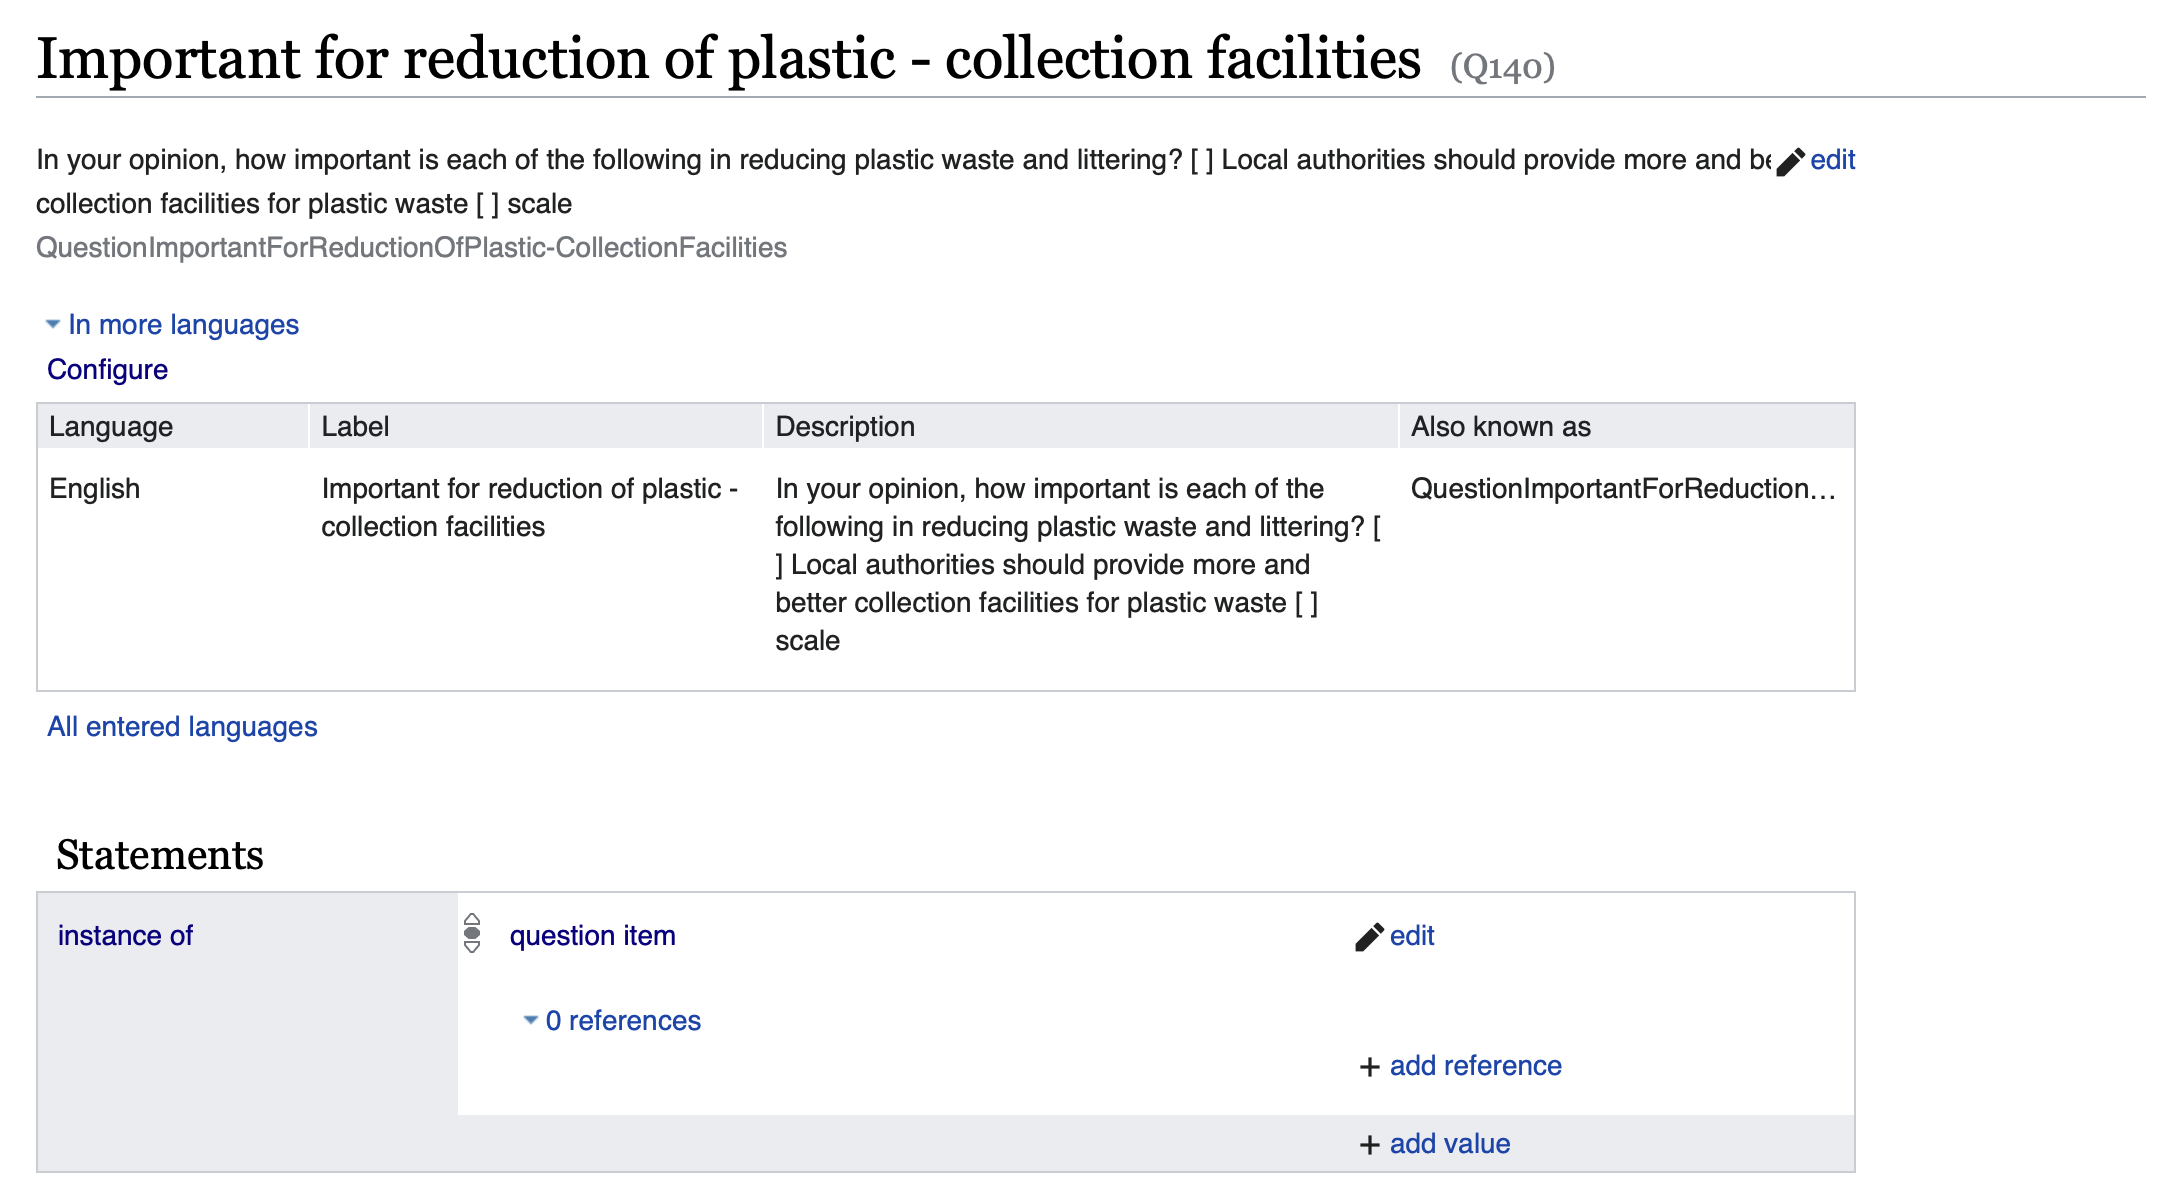 Important for reduction of plastic - collection facilities (Q140)
In your opinion, how important is each of the following in reducing plastic waste and littering? [ ] Local authorities should provide more and be
edit
collection facilities for plastic waste [ ] scale
QuestionImportantForReductionOfPlastic-CollectionFacilities
In more languages
Configure
Language Label Description Also known as
English
Important for reduction of plastic -
collection facilities
In your opinion, how important is each of the
following in reducing plastic waste and littering? [
] Local authorities should provide more and
better collection facilities for plastic waste [ ]
scale
QuestionImportantForReduction…
All entered languages
Statements
instance of
question item
edit
0 references
+ add reference
+ add value